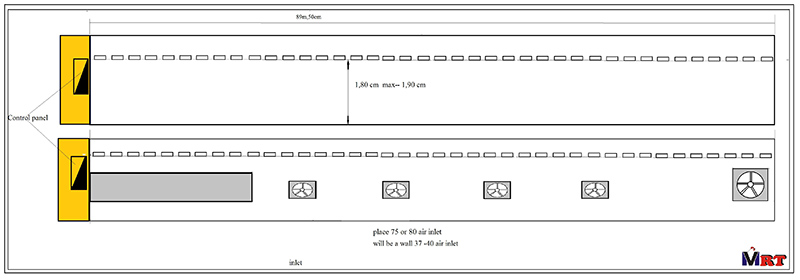 89m,50cm
1,80 cm max-- 1,90 cm
Control panel
place 75 or 80 air inlet
will be a wall 37 -40 air inlet
inlet
MRT